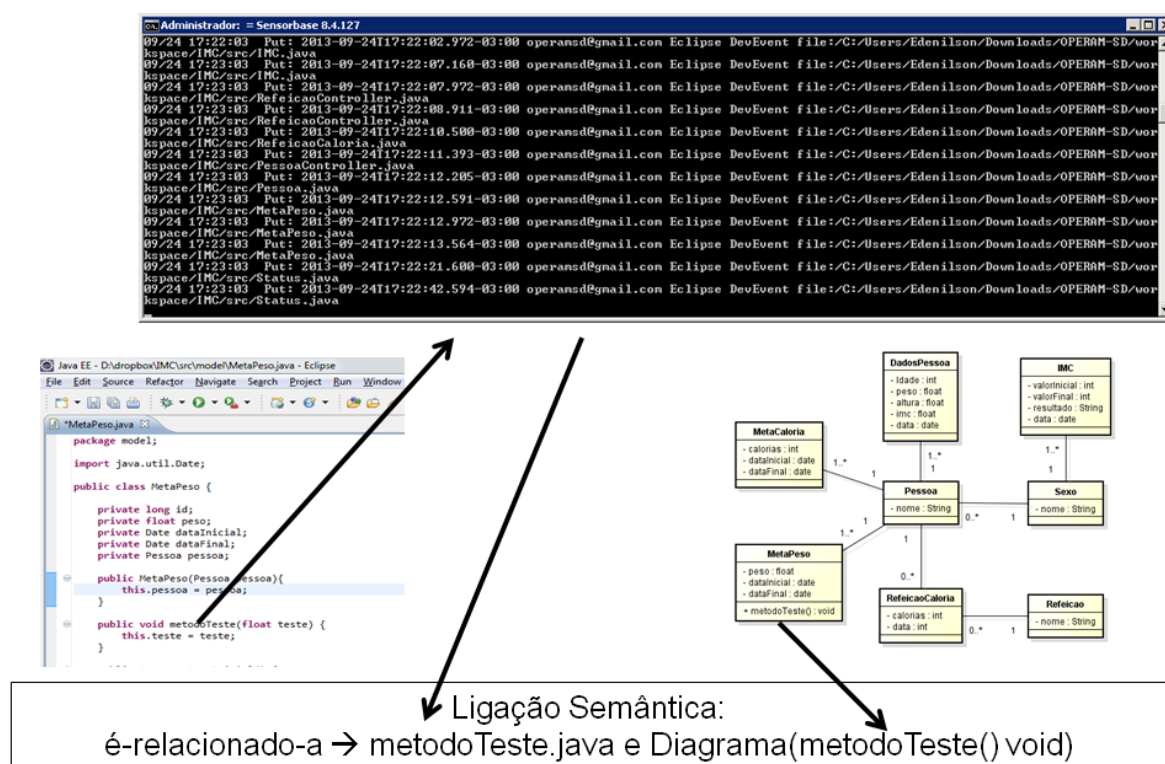 Administrador: = Sensorbase 8.4.127
09/24 17:22:03 Put: 2013-09-24T17:22:02.972-03:00 operamsd@gmail.com Eclipse DevEvent file:/C:/Users/Edenilson/Downloads/OPERAM-SD/wor
kspace/IMC/src/IMC.java
09/24 17:23:03 Put: 2013-09-24T17:22:07.160-03:00 operamsd@gmail.com Eclipse DevEvent file:/C:/Users/Edenilson/Downloads/OPERAM-SD/wor
kspace/IMC/src/IMC.java
09/24 17:23:03 Put: 2013-09-24T17:22:07.972-03:00 operamsd@gmail.com Eclipse DevEvent file:/C:/Users/Edenilson/Downloads/OPERAM-SD/wor
kspace/IMC/src/RefeicaoController.java
09/24 17:23:03 Put: 2013-09-24T17:22:08.911-03:00 operamsd@gmail.com Eclipse DevEvent file:/C:/Users/Edenilson/Downloads/OPERAM-SD/wor
kspace/IMC/src/RefeicaoController.java
09/24 17:23:03 Put: 2013-09-24T17:22:10.500-03:00 operamsd@gmail.com Eclipse DevEvent file:/C:/Users/Edenilson/Downloads/OPERAM-SD/wor
kspace/IMC/src/RefeicaoCaloria.java
09/24 17:23:03 Put: 2013-09-24T17:22:11.393-03:00 operamsd@gmail.com Eclipse DevEvent file:/C:/Users/Edenilson/Downloads/OPERAM-SD/wor
kspace/IMC/src/PessoaController.java
09/24 17:23:03 Put: 2013-09-24T17:22:12.205-03:00 operamsd@gmail.com Eclipse DevEvent file:/C:/Users/Edenilson/Downloads/OPERAM-SD/wor
kspace/IMC/src/Pessoa.java
09/24 17:23:03 Put: 2013-09-24T17:22:12.591-03:00 operamsd@gmail.com Eclipse DevEvent file:/C:/Users/Edenilson/Downloads/OPERAM-SD/wor
kspace/IMC/src/MetaPeso.java
09/24 17:23:03 Put: 2013-09-24T17:22:12.972-03:00 operamsd@gmail.com Eclipse DevEvent file:/C:/Users/Edenilson/Downloads/OPERAM-SD/wor
kspace/IMC/src/MetaPeso.java
09/24 17:23:03 Put: 2013-09-24T17:22:13.564-03:00 operamsd@gmail.com Eclipse DevEvent file:/C:/Users/Edenilson/Downloads/OPERAM-SD/wor
kspace/IMC/src/MetaPeso.java
09/24 17:23:03 Put: 2013-09-24T17:22:21.600-03:00 operamsd@gmail.com Eclipse DevEvent file:/C:/Users/Edenilson/Downloads/OPERAM-SD/wor
kspace/IMC/src/Status.java
09/24 17:23:03 Put: 2013-09-24T17:22:42.594-03:00 operamsd@gmail.com Eclipse DevEvent file:/C:/Users/Edenilson/Downloads/OPERAM-SD/wor
kspace/IMC/src/Status.java
Java EE - D:\dropbox\IMC\src\model\MetaPeso.java - Eclipse
File Edit Source Refactor Navigate Search Project Run Window
*MetaPeso.java
package model;
import java.util.Date;
public class MetaPeso {
private long id;
private float peso;
private Date dataInicial;
private Date dataFinal;
private Pessoa pessoa;
public MetaPeso(Pessoa pessoa){
this.pessoa = pessoa;
}
public void metodoTeste(float teste) {
this.teste = teste;
}
DadosPessoa
- Idade : int
- peso : float
- altura : float
- imc : float
- data : date
IMC
- valorInicial : int
- valorFinal : int
- resultado : String
- data : date
MetaCaloria
- calorias : int
- dataInicial : date
- dataFinal : date
1..*
1
1..*
1
1..*
1
Pessoa
- nome : String
0..*
1
Sexo
- nome : String
1
1..*
MetaPeso
- peso : float
- dataInicial : date
- dataFinal : date
+ metodoTeste() : void
1
0..*
RefeicaoCaloria
- calorias : int
- data : int
0..*
1
Refeicao
- nome : String
Ligação Semântica:
é-relacionado-a → metodoTeste.java e Diagrama(metodoTeste() void)